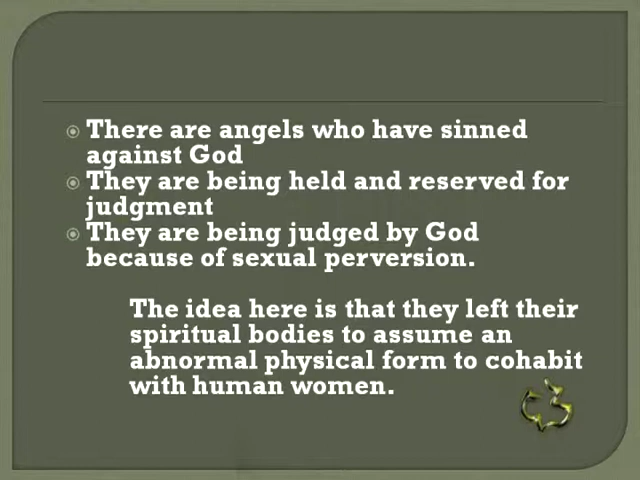 There are angels who have sinned
against God
They are being held and reserved for
judgment
They are being judged by God
because of sexual perversion.
The idea here is that they left their
spiritual bodies to assume an
abnormal physical form to cohabit
with human women.